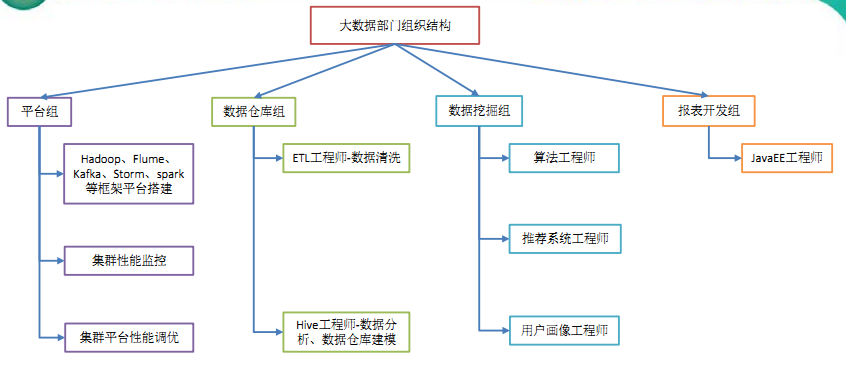 大数据部门组织结构
平台组
数据仓库组
数据挖掘组
报表开发组
Hadoop、Flume、
Kafka、Storm、spark
等框架平台搭建
ETL工程师-数据清洗
算法工程师
JavaEE工程师
集群性能监控
推荐系统工程师
集群平台性能调优
Hive工程师-数据分
析、数据仓库建模
用户画像工程师